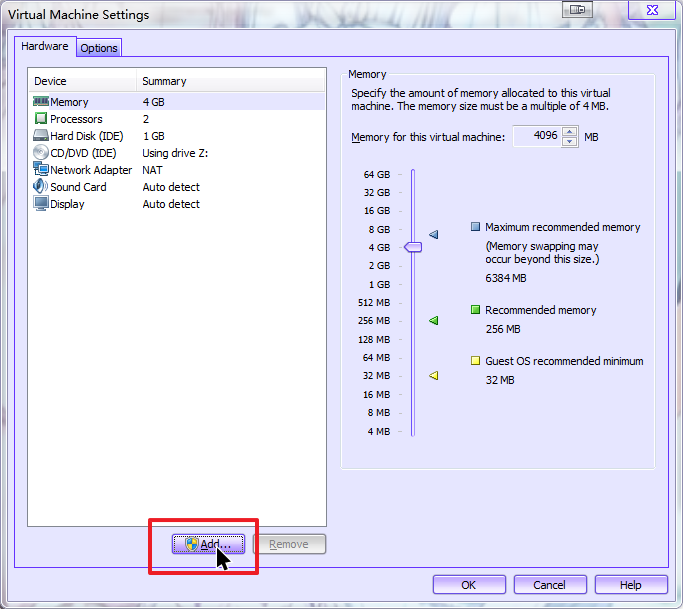 Virtual Machine Settings
Hardware
Options
Device Summary
Memory 4 GB
Processors 2
Hard Disk (IDE) 1 GB
CD/DVD (IDE) Using drive Z:
Network Adapter NAT
Sound Card Auto detect
Display Auto detect
Add...
Remove
Memory
Specify the amount of memory allocated to this virtual
machine. The memory size must be a multiple of 4 MB.
Memory for this virtual machine: 4096 MB
64 GB
32 GB
16 GB
8 GB
4 GB
2 GB
1 GB
512 MB
256 MB
128 MB
64 MB
32 MB
16 MB
8 MB
4 MB
Maximum recommended memory
(Memory swapping may
occur beyond this size.)
6384 MB
Recommended memory
256 MB
Guest OS recommended minimum
32 MB
OK
Cancel
Help